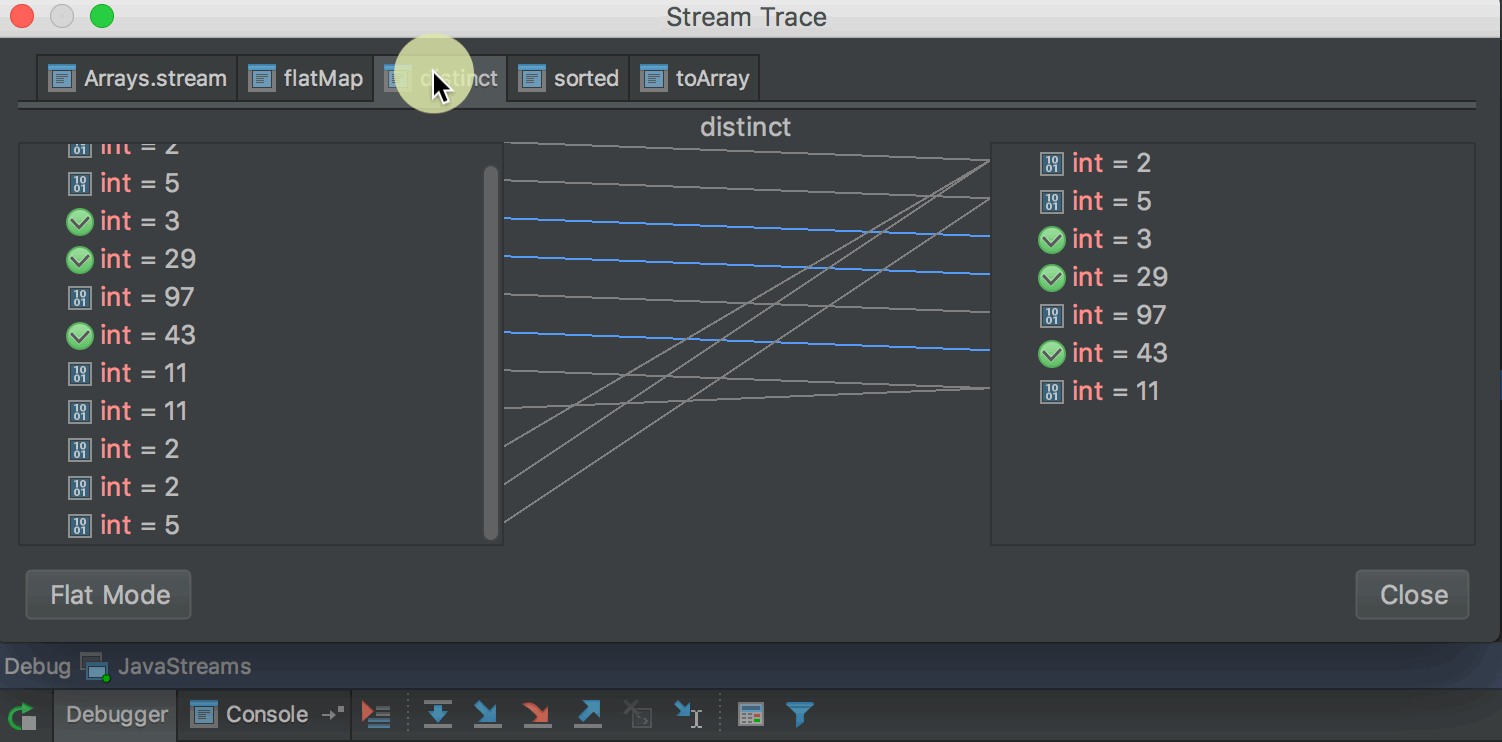 Stream Trace
Arrays.stream flatMap distinct sorted toArray
distinct
int = 2
int = 5
int = 3
int = 29
int = 97
int = 43
int = 11
int = 11
int = 2
int = 2
int = 5
int = 2
int = 5
int = 3
int = 29
int = 97
int = 43
int = 11
Flat Mode
Close
Debug JavaStreams
Debugger Console